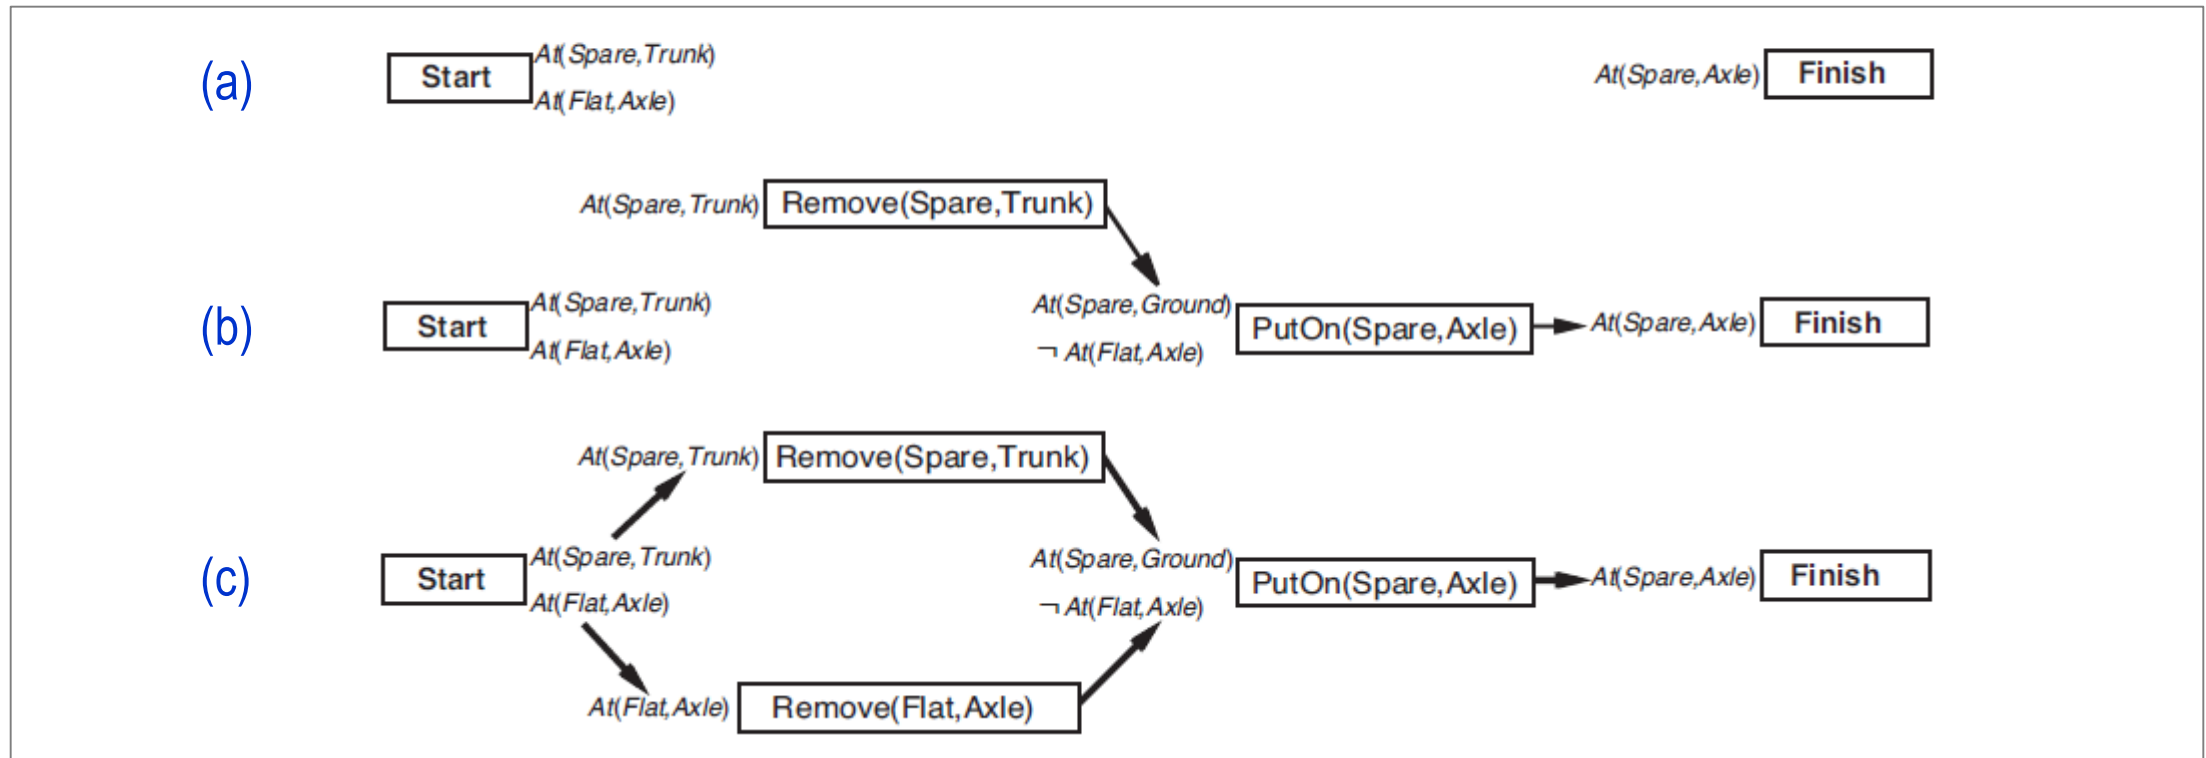 (a)
Start
At(Spare,Trunk)
At(Flat,Axle)
At(Spare,Axle)
Finish
At(Spare,Trunk)
Remove(Spare,Trunk)
(b)
Start
At(Spare,Trunk)
At(Flat,Axle)
At(Spare,Ground)
¬ At(Flat,Axle)
PutOn(Spare,Axle)
At(Spare,Axle)
Finish
At(Spare,Trunk)
Remove(Spare,Trunk)
(c)
Start
At(Spare,Trunk)
At(Flat,Axle)
At(Spare,Ground)
¬ At(Flat,Axle)
PutOn(Spare,Axle)
At(Spare,Axle)
Finish
At(Flat,Axle)
Remove(Flat,Axle)